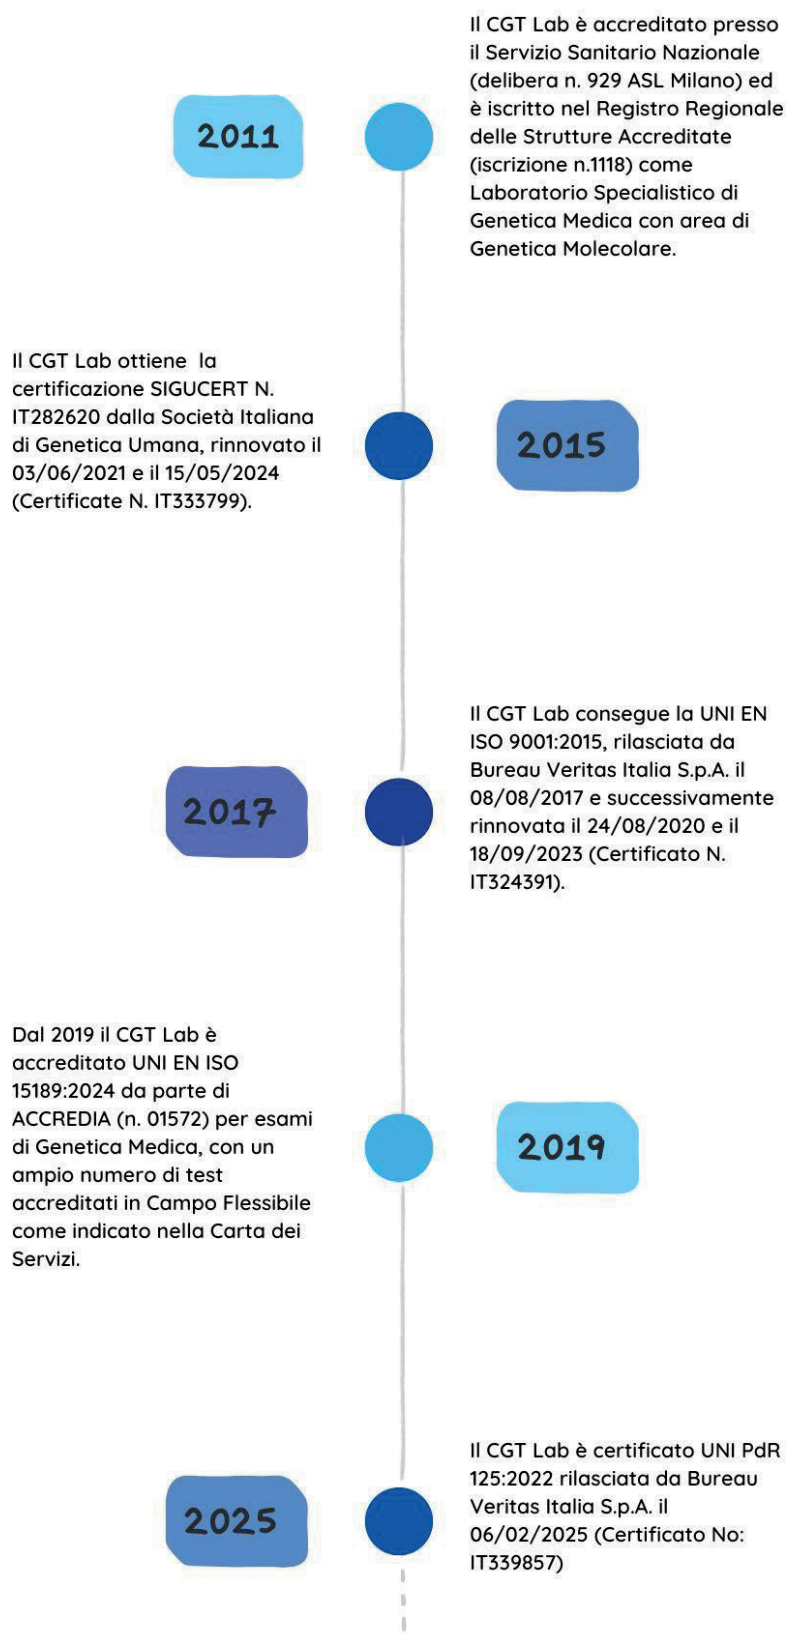 Il CGT Lab è accreditato presso
il Servizio Sanitario Nazionale
(delibera n. 929 ASL Milano) ed
è iscritto nel Registro Regionale
delle Strutture Accreditate
(iscrizione n.1118) come
Laboratorio Specialistico di
Genetica Medica con area di
Genetica Molecolare.
2011
Il CGT Lab ottiene  la
certificazione SIGUCERT N.
IT282620 dalla Società Italiana
di Genetica Umana, rinnovato il
03/06/2021 e il 15/05/2024
(Certificate N. IT333799).
2015
Il CGT Lab consegue la UNI EN
ISO 9001:2015, rilasciata da
Bureau Veritas Italia S.p.A. il
08/08/2017 e successivamente
rinnovata il 24/08/2020 e il
18/09/2023 (Certificato N.
IT324391).
2017
Dal 2019 il CGT Lab è
accreditato UNI EN ISO
15189:2024 da parte di
ACCREDIA (n. 01572) per esami
di Genetica Medica, con un
ampio numero di test
accreditati in Campo Flessibile
come indicato nella Carta dei
Servizi.
2019
Il CGT Lab è certificato UNI PdR
125:2022 rilasciata da Bureau
Veritas Italia S.p.A. il
06/02/2025 (Certificato No:
IT339857)
2025